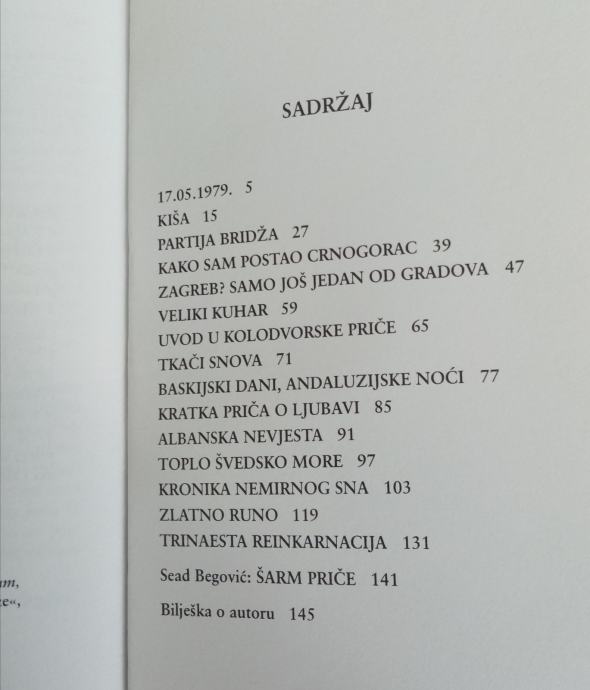 SADRŽAJ
17.05.1979. 5
KIŠA 15
PARTIJA BRIDŽA 27
KAKO SAM POSTAO CRNOGORAC 39
ZAGREB? SAMO JOŠ JEDAN OD GRADOVA 47
VELIKI KUHAR 59
UVOD U KOLODVORSKE PRIČE 65
TKAČI SNOVA 71
BASKIJSKI DANI, ANDALUZIJSKE NOĆI 77
KRATKA PRIČA O LJUBAVI 85
ALBANSKA NEVJESTA 91
TOPLO ŠVEDSKO MORE 97
KRONIKA NEMIRNOG SNA 103
ZLATNO RUNO 119
TRINAESTA REINKARNACIJA 131
Sead Begović: ŠARM PRIČE 141
Bilješka o autoru 145